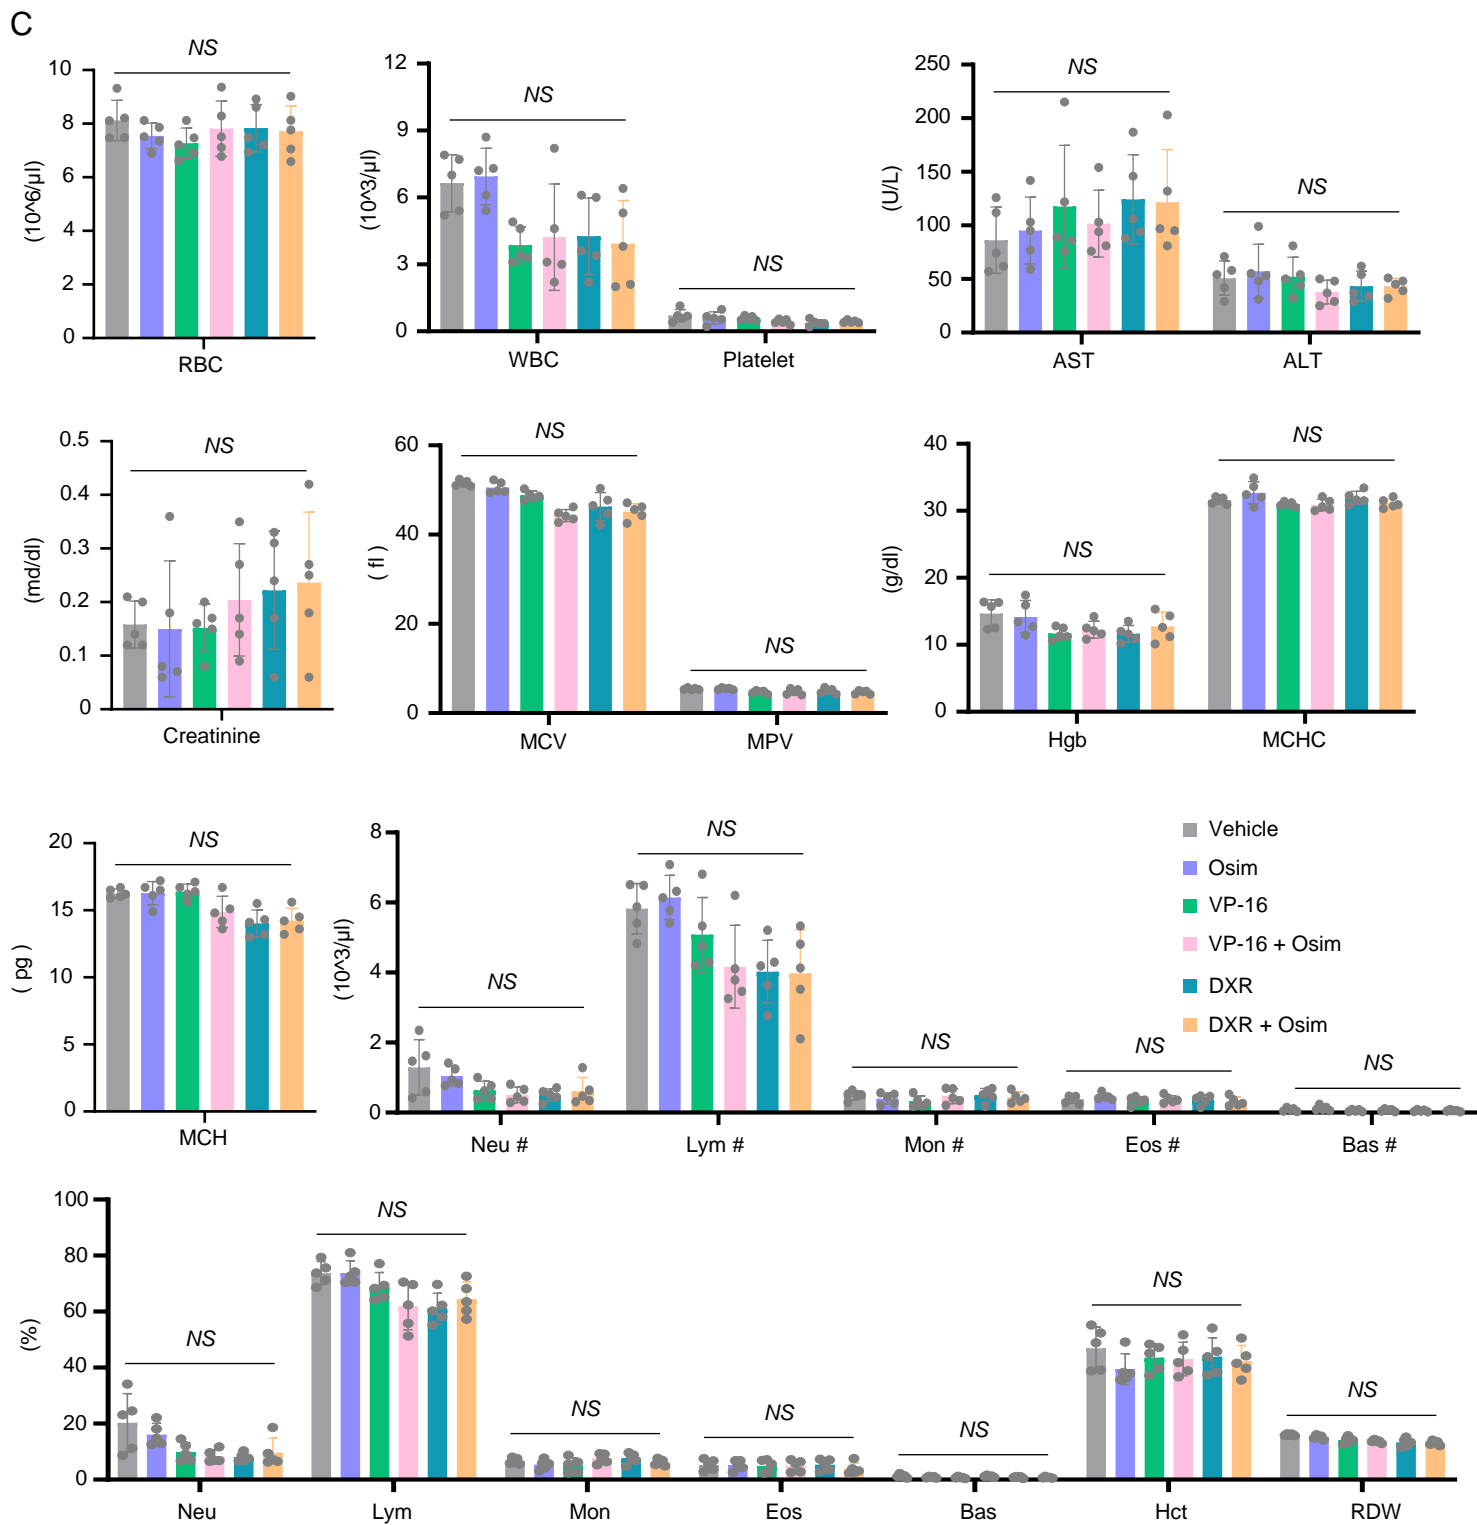 C
NS
10
8
6
4
2
0
(10^6/µl)
RBC
NS
NS
12
9
6
3
0
(10^3/µl)
WBC
Platelet
NS
NS
250
200
150
100
50
0
(U/L)
AST
ALT
NS
0.5
0.4
0.3
0.2
0.1
0
(md/dl)
Creatinine
NS
NS
60
40
20
0
( fl )
MCV
MPV
NS
NS
40
30
20
10
0
(g/dl)
Hgb
MCHC
NS
20
15
10
5
0
( pg )
MCH
NS
NS
NS
NS
NS
8
6
4
2
0
(10^3/µl)
Neu #
Lym #
Mon #
Eos #
Bas #
Vehicle
Osim
VP-16
VP-16 + Osim
DXR
DXR + Osim
NS
NS
NS
NS
NS
NS
NS
100
80
60
40
20
0
(%)
Neu
Lym
Mon
Eos
Bas
Hct
RDW